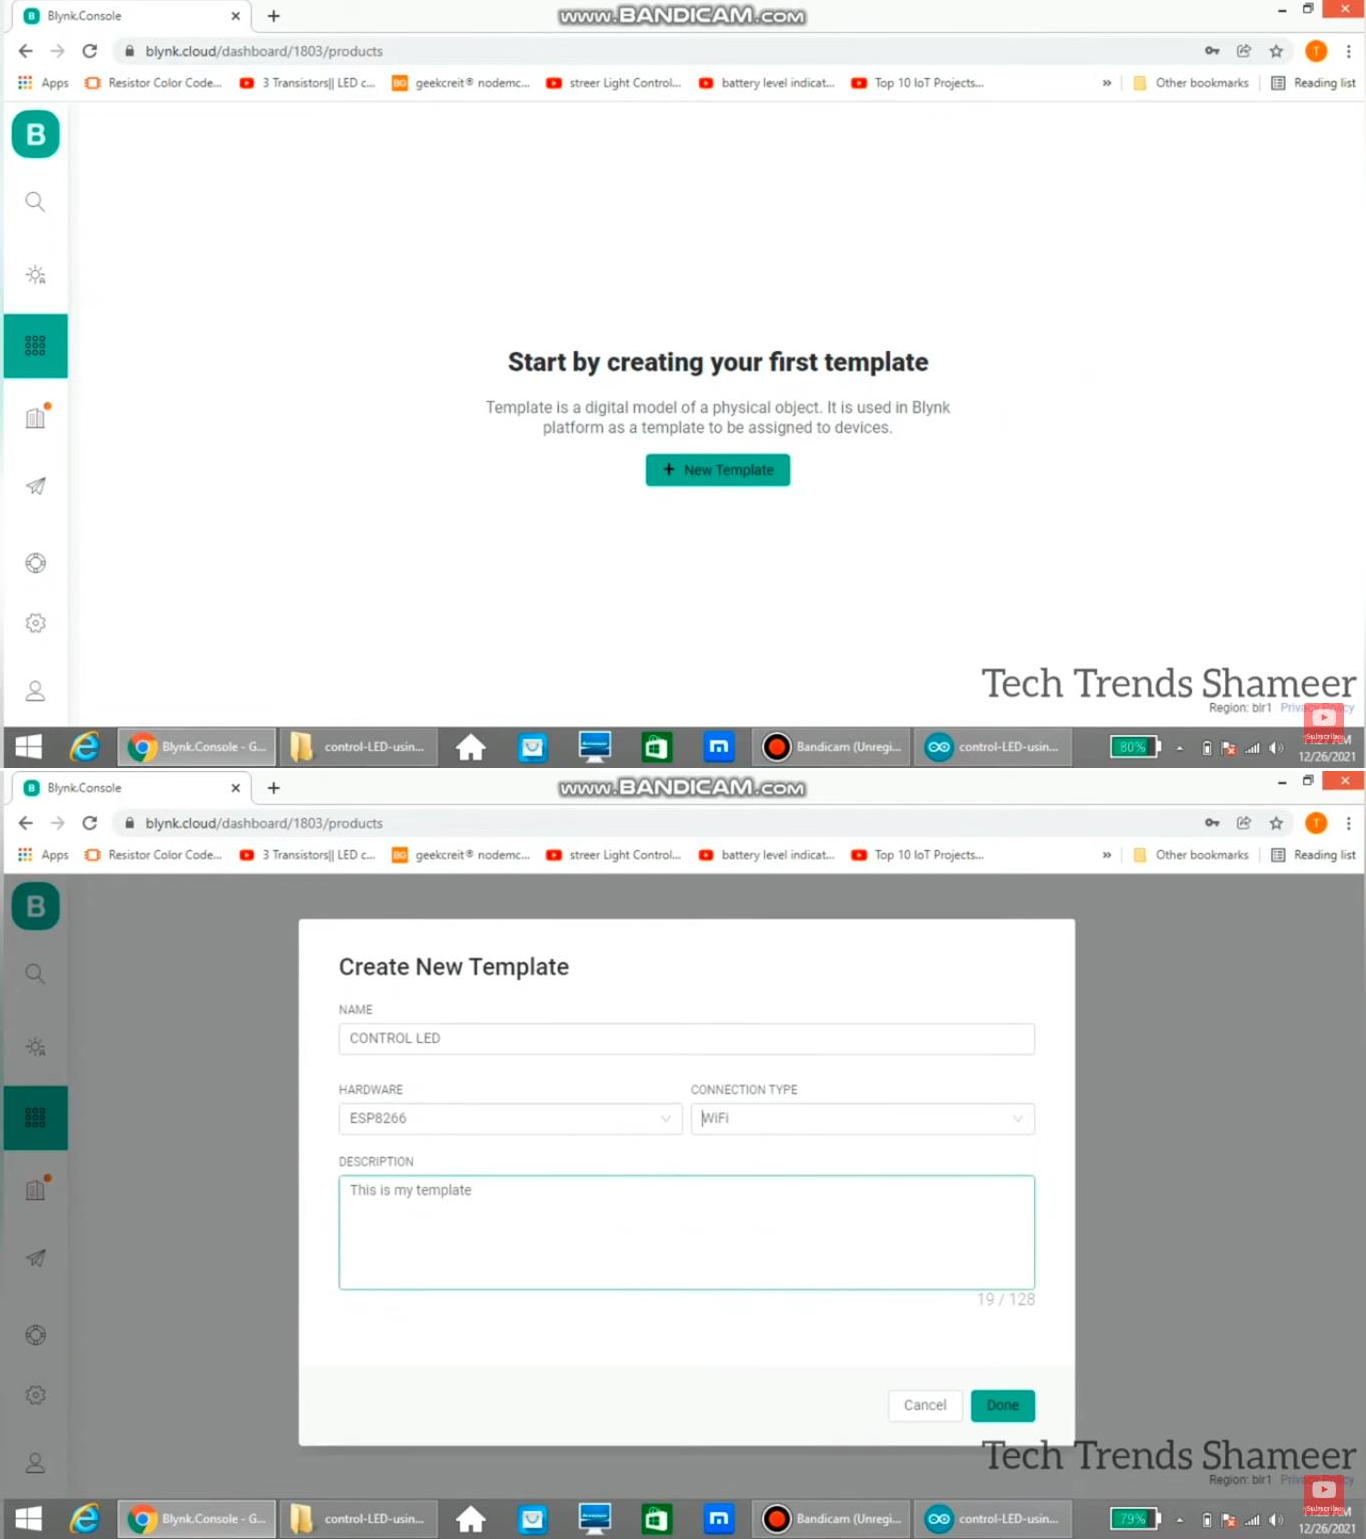 Blynk.Console
www.BANDICAM.com
blynk.cloud/dashboard/1803/products
T
Apps
Resistor Color Code...
3 Transistors|| LED c...
BG
geekcreit® nodemc...
streer Light Control...
battery level indicat...
Top 10 IoT Projects...
»
Other bookmarks
Reading list
B
Start by creating your first template
Template is a digital model of a physical object. It is used in Blynk
platform as a template to be assigned to devices.
+ New Template
Tech Trends Shameer
Region: blr1
Subscribe
Blynk.Console - G...
control-LED-usin...
Bandicam (Unregi...
control-LED-usin...
80%
12/26/2021
Blynk.Console
www.BANDICAM.com
blynk.cloud/dashboard/1803/products
T
Apps
Resistor Color Code...
3 Transistors|| LED c...
BG
geekcreit® nodemc...
streer Light Control...
battery level indicat...
Top 10 IoT Projects...
»
Other bookmarks
Reading list
B
Create New Template
NAME
CONTROL LED
HARDWARE
CONNECTION TYPE
ESP8266
WiFi
DESCRIPTION
This is my template
19 / 128
Cancel
Done
Tech Trends Shameer
Region: blr1
Subscribe
Blynk.Console - G...
control-LED-usin...
Bandicam (Unregi...
control-LED-usin...
79%
12/26/2021